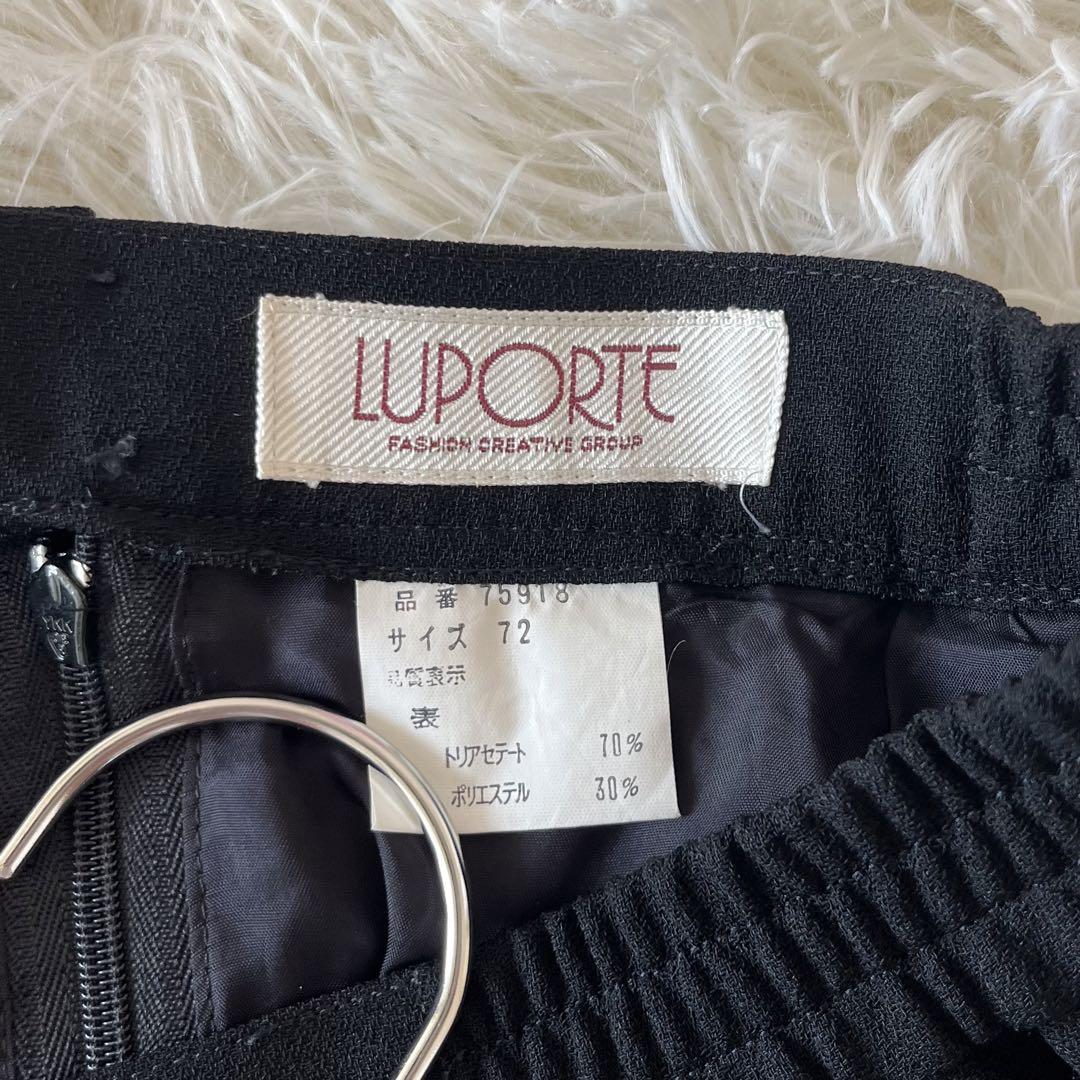 LUPORTE
FASHION CREATIVE GROUP
品番 75918
サイズ 72
品質表示
表
トリアセテート 70%
ポリエステル 30%
YKK